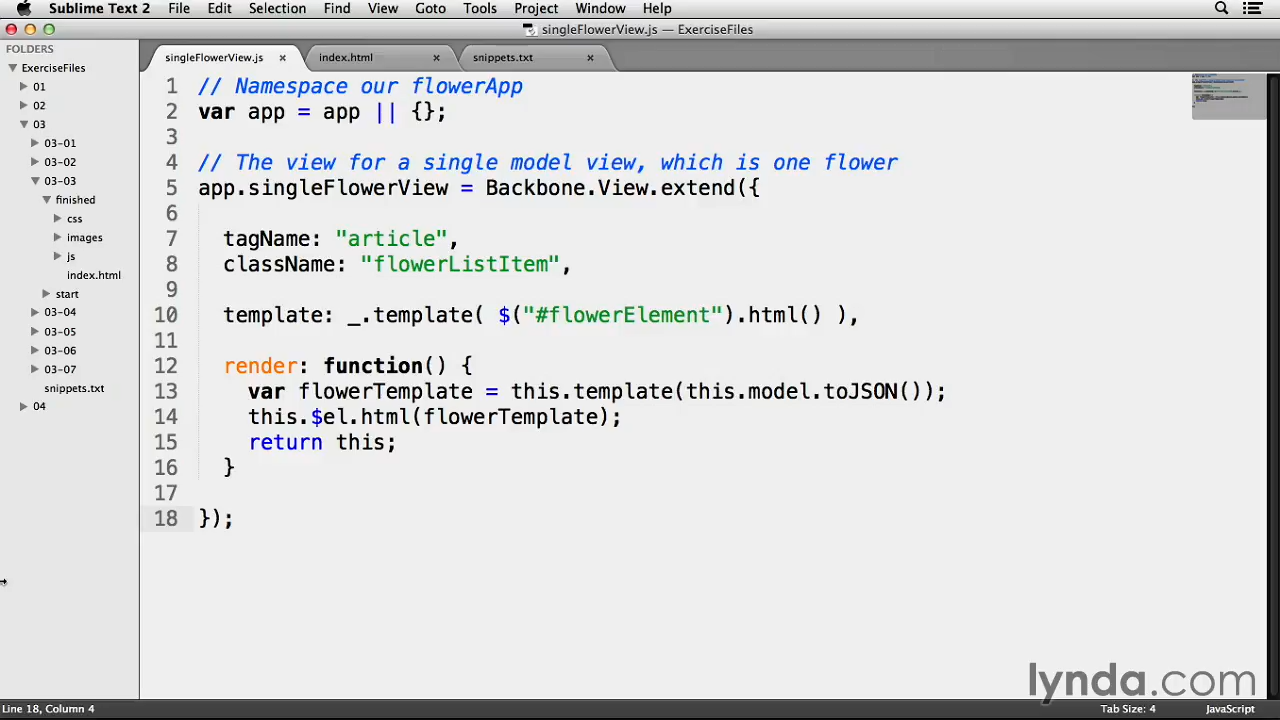 Sublime Text 2 File Edit Selection Find View Goto Tools Project Window Help
singleFlowerView.js — ExerciseFiles
FOLDERS
ExerciseFiles
01
02
03
03-01
03-02
03-03
finished
css
images
js
index.html
start
03-04
03-05
03-06
03-07
snippets.txt
04
singleFlowerView.js × index.html × snippets.txt ×
1 // Namespace our flowerApp
2 var app = app || {};
3
4 // The view for a single model view, which is one flower
5 app.singleFlowerView = Backbone.View.extend({
6
7 tagName: "article",
8 className: "flowerListItem",
9
10 template: _.template( $("#flowerElement").html() ),
11
12 render: function() {
13 var flowerTemplate = this.template(this.model.toJSON());
14 this.$el.html(flowerTemplate);
15 return this;
16 }
17
18 });
lynda.com
Line 18, Column 4 Tab Size: 4 JavaScript